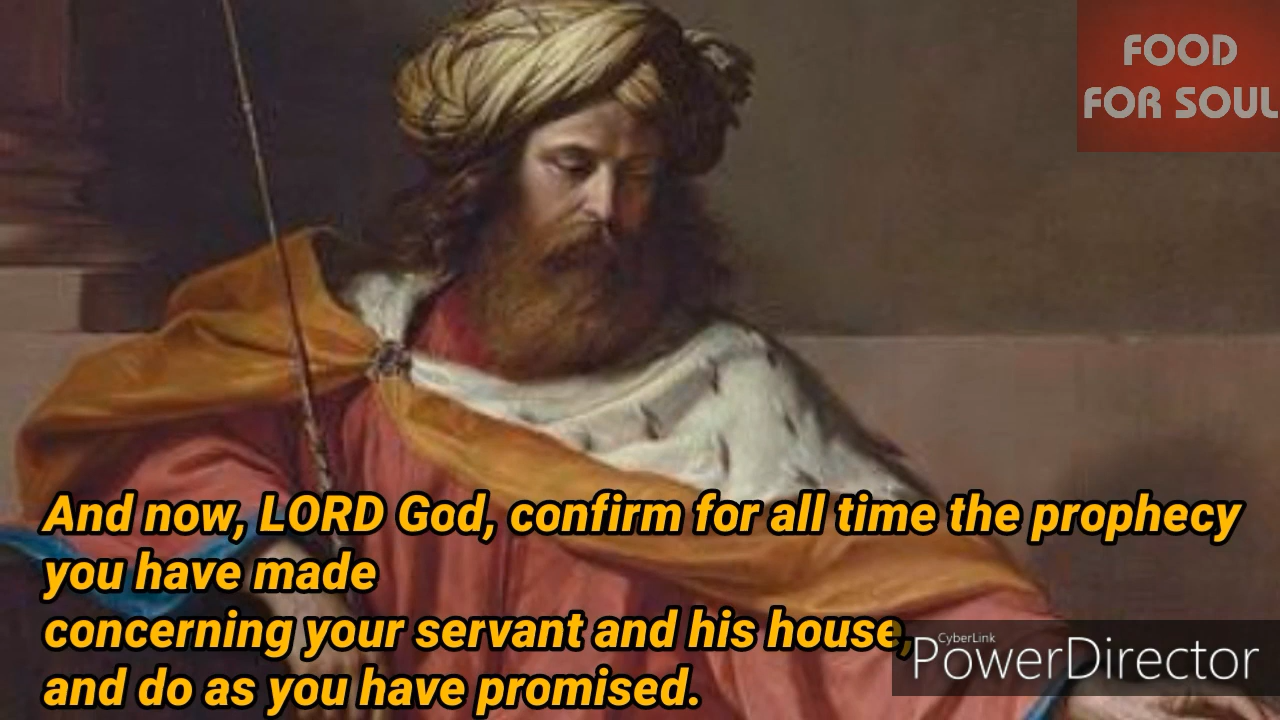 FOOD
FOR SOUL
And now, LORD God, confirm for all time the prophecy
you have made
concerning your servant and his house,
and do as you have promised.
CyberLink
PowerDirector